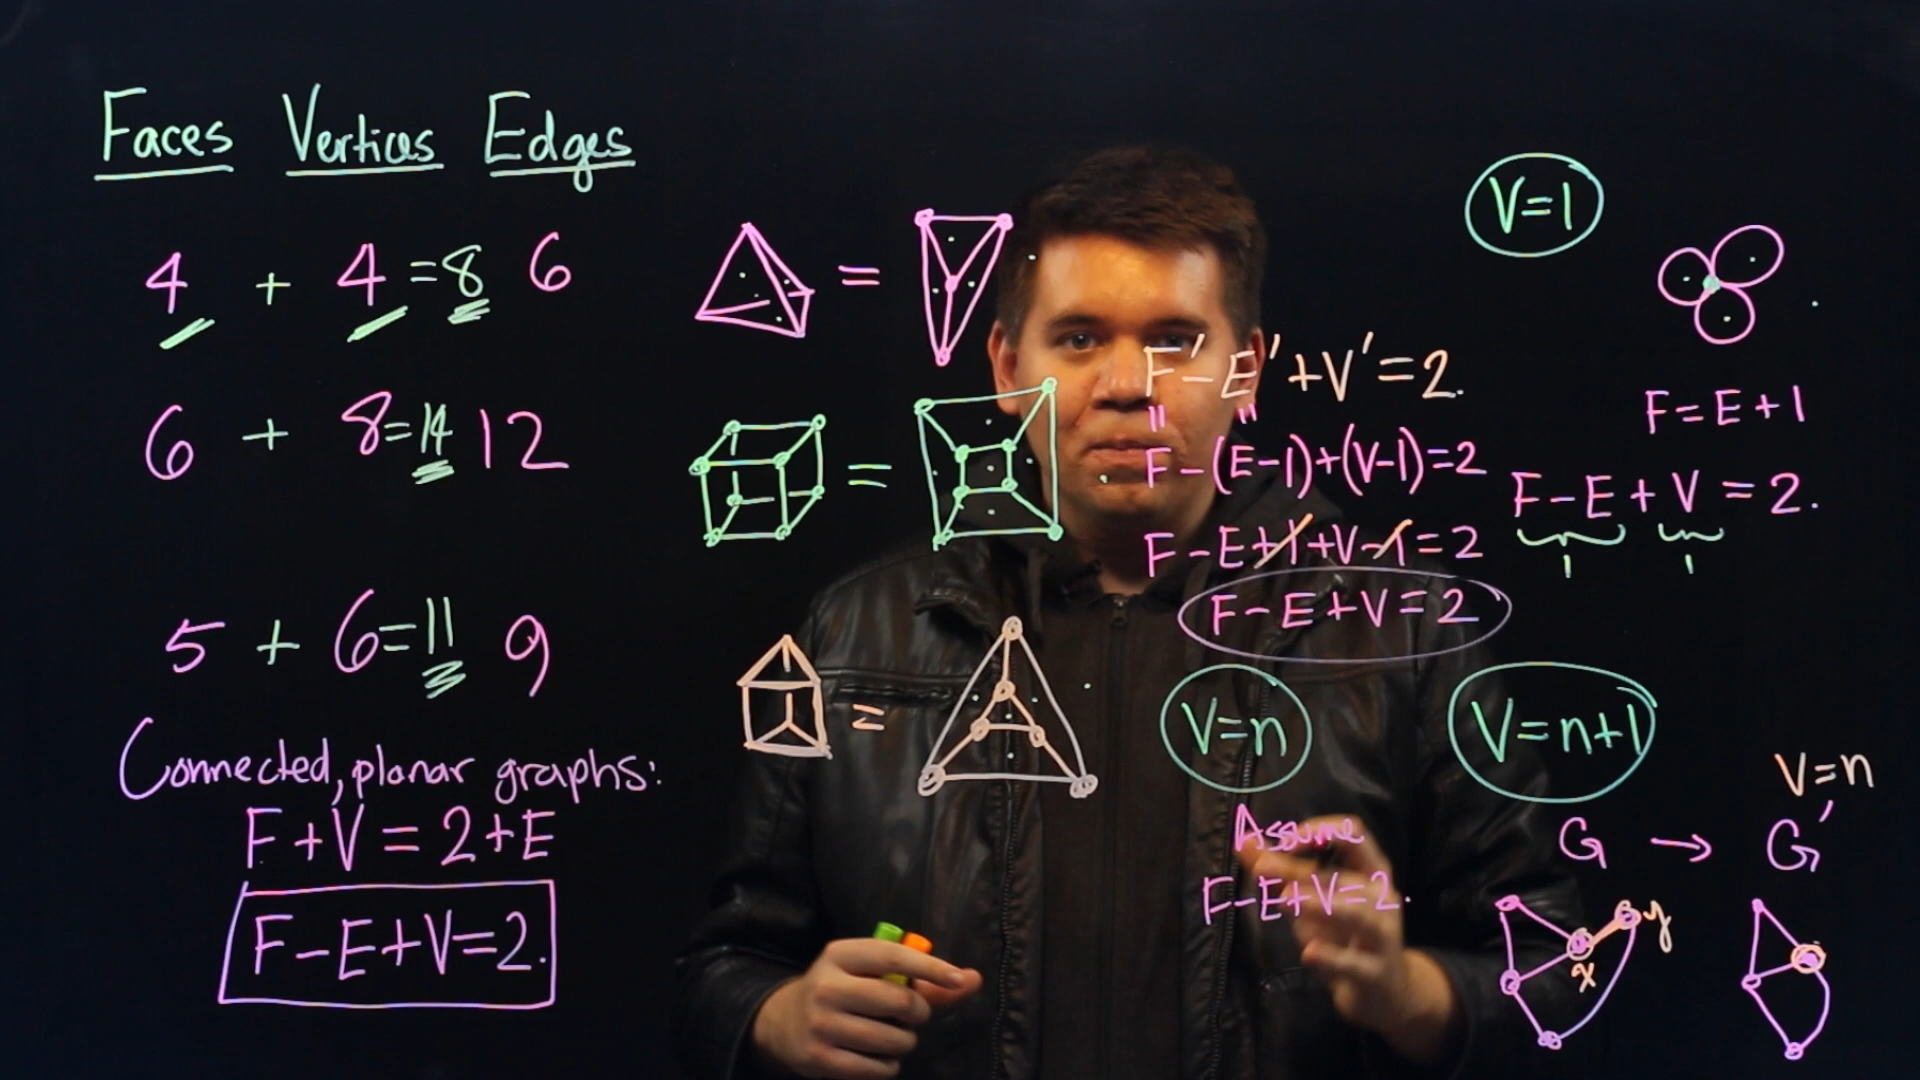 Faces Vertices Edges
4 + 4 = 8 6
6 + 8 = 14 12
5 + 6 = 11 9
Connected, planar graphs:
F + V = 2 + E
F - E + V = 2.
F' - E' + V' = 2.
" "
F - (E-1) + (V-1) = 2
F - E + 1 + V - 1 = 2
F - E + V = 2
V = n
Assume
F - E + V = 2.
V = 1
F = E + 1
F - E + V = 2.
1 1
V = n+1
V = n
G → G'
x y